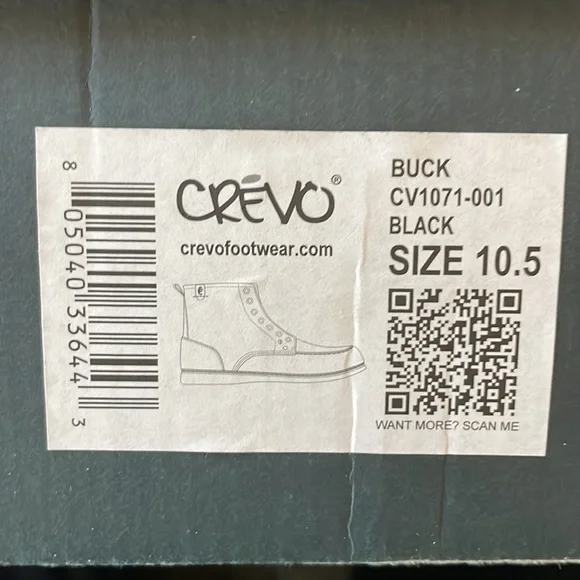 8 05040 33644 3
CRĒVO®
crevofootwear.com
BUCK
CV1071-001
BLACK
SIZE 10.5
WANT MORE? SCAN ME